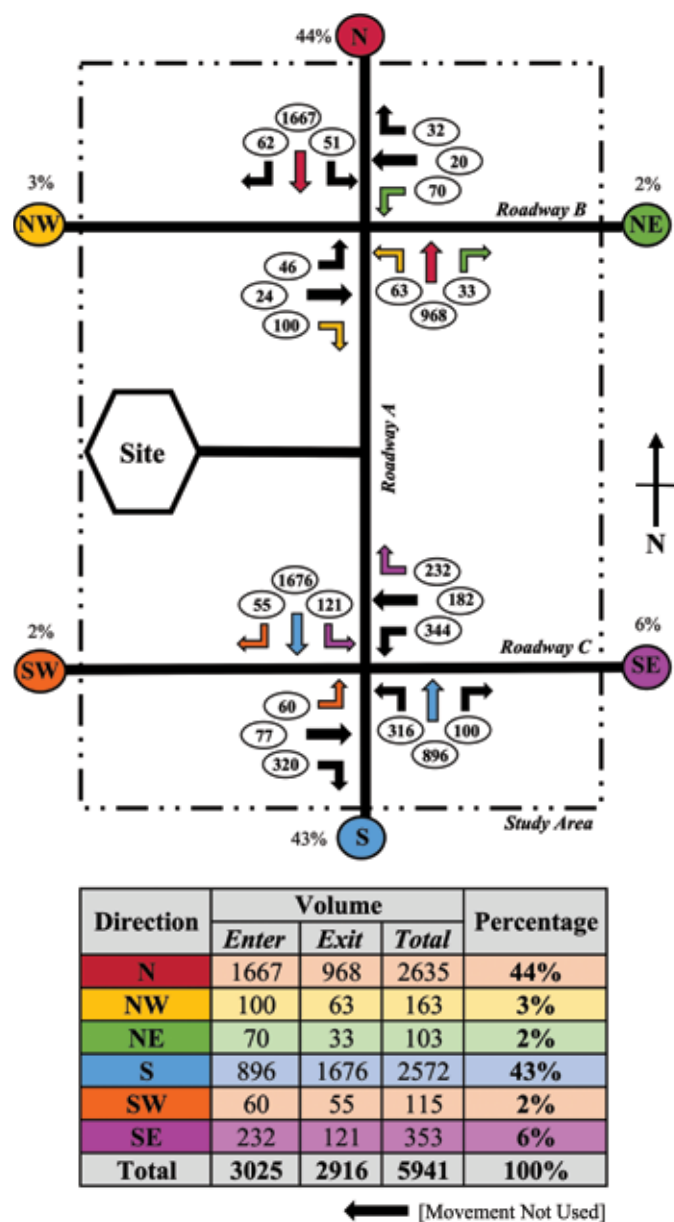 44% N
1667
62 51
32
20
70
3% 2%
NW NE
Roadway B
46
24
100
63 33
968
Roadway A
Site
N
1676
55 121
232
182
344
2% 6%
SW SE
Roadway C
60
77
320
316 100
896
43% S
Study Area
Direction Volume Percentage
Enter Exit Total
N 1667 968 2635 44%
NW 100 63 163 3%
NE 70 33 103 2%
S 896 1676 2572 43%
SW 60 55 115 2%
SE 232 121 353 6%
Total 3025 2916 5941 100%
[Movement Not Used]